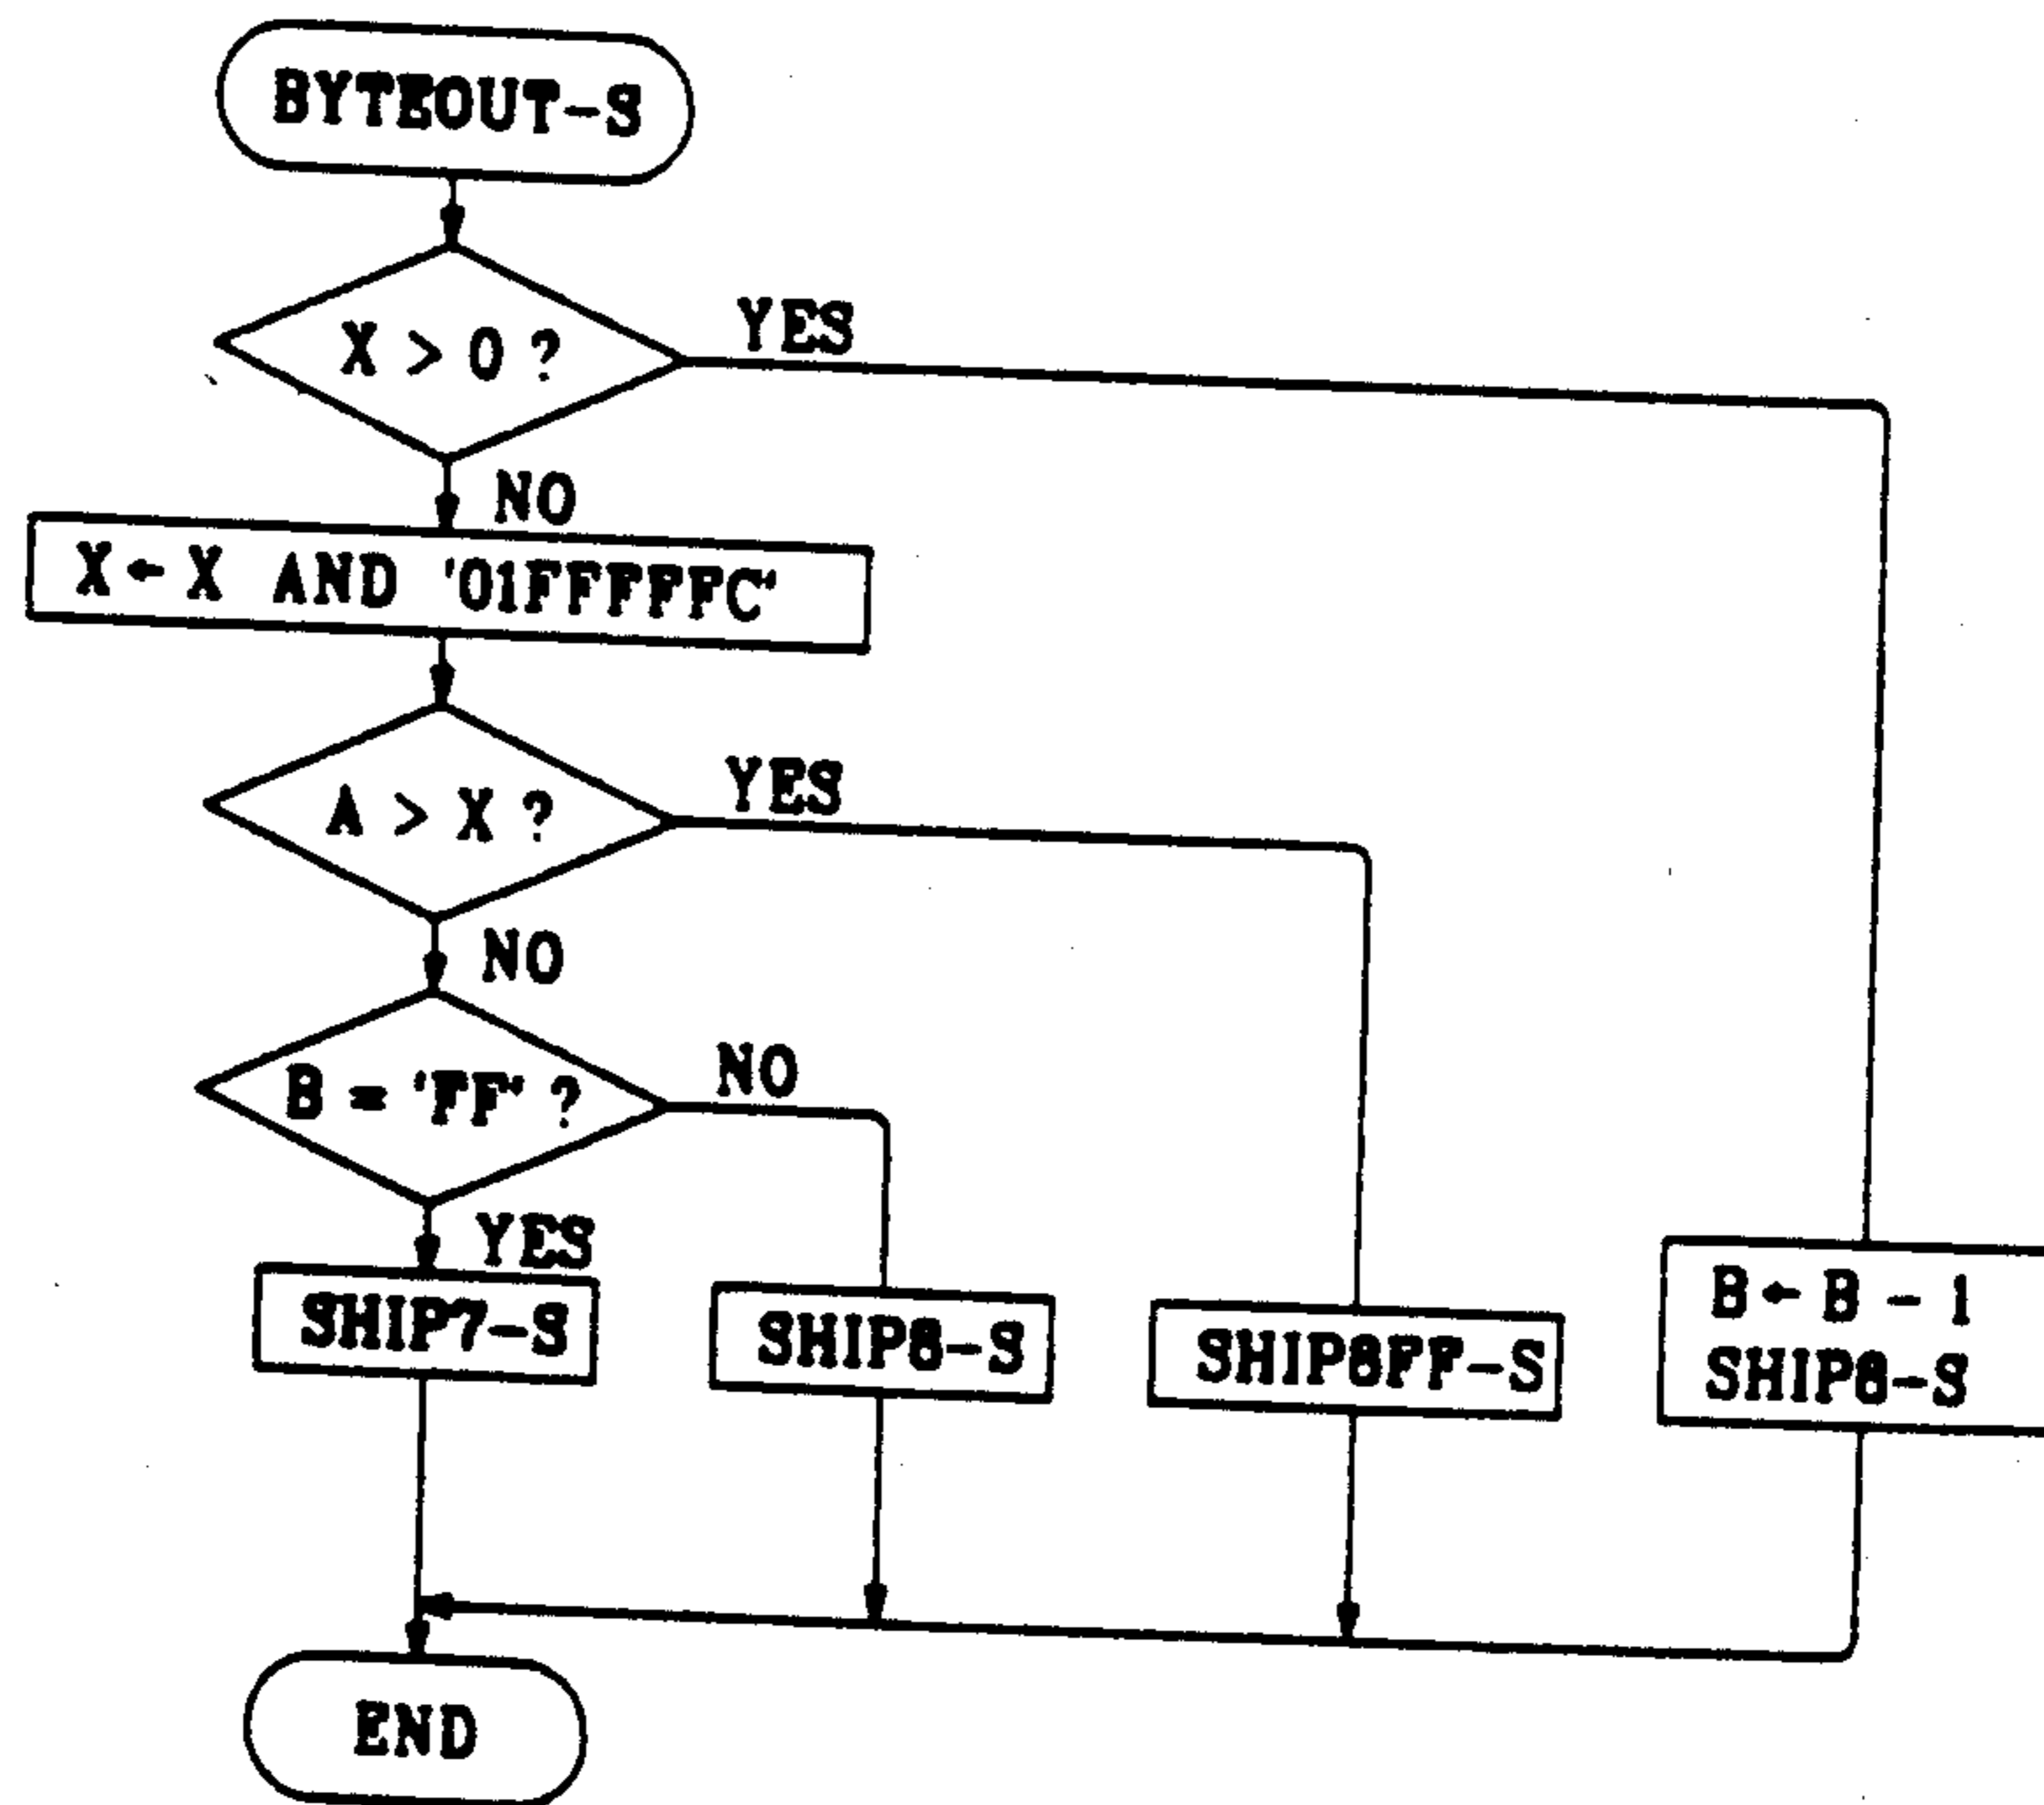 BYTEOUT-S
X > 0 ?
YES
NO
X ← X AND '01FFFFFC'
A > X ?
YES
NO
B = 'FF' ?
NO
YES
SHIP7-S
SHIP8-S
SHIP8FF-S
B ← B - 1
SHIP8-S
END